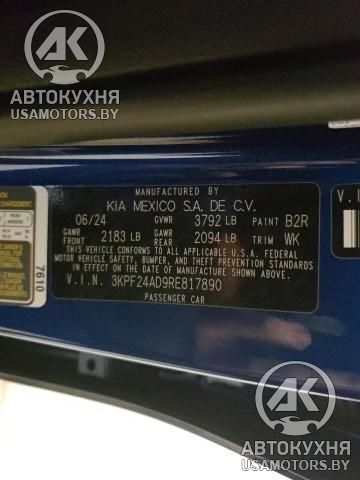 AK
АВТОКУХНЯ
USAMOTORS.BY
MANUFACTURED BY
KIA MEXICO S.A. DE C.V.
06/24 GVWR 3792 LB PAINT B2R
GAWR FRONT 2183 LB GAWR REAR 2094 LB TRIM WK
THIS VEHICLE CONFORMS TO ALL APPLICABLE U.S. FEDERAL
MOTOR VEHICLE SAFETY, BUMPER, AND THEFT PREVENTION STANDARDS
IN EFFECT ON THE DATE OF MANUFACTURE SHOWN ABOVE.
V.I.N. 3KPF24AD9RE817890
PASSENGER CAR
7610
V.I.
AK
АВТОКУХНЯ
USAMOTORS.BY